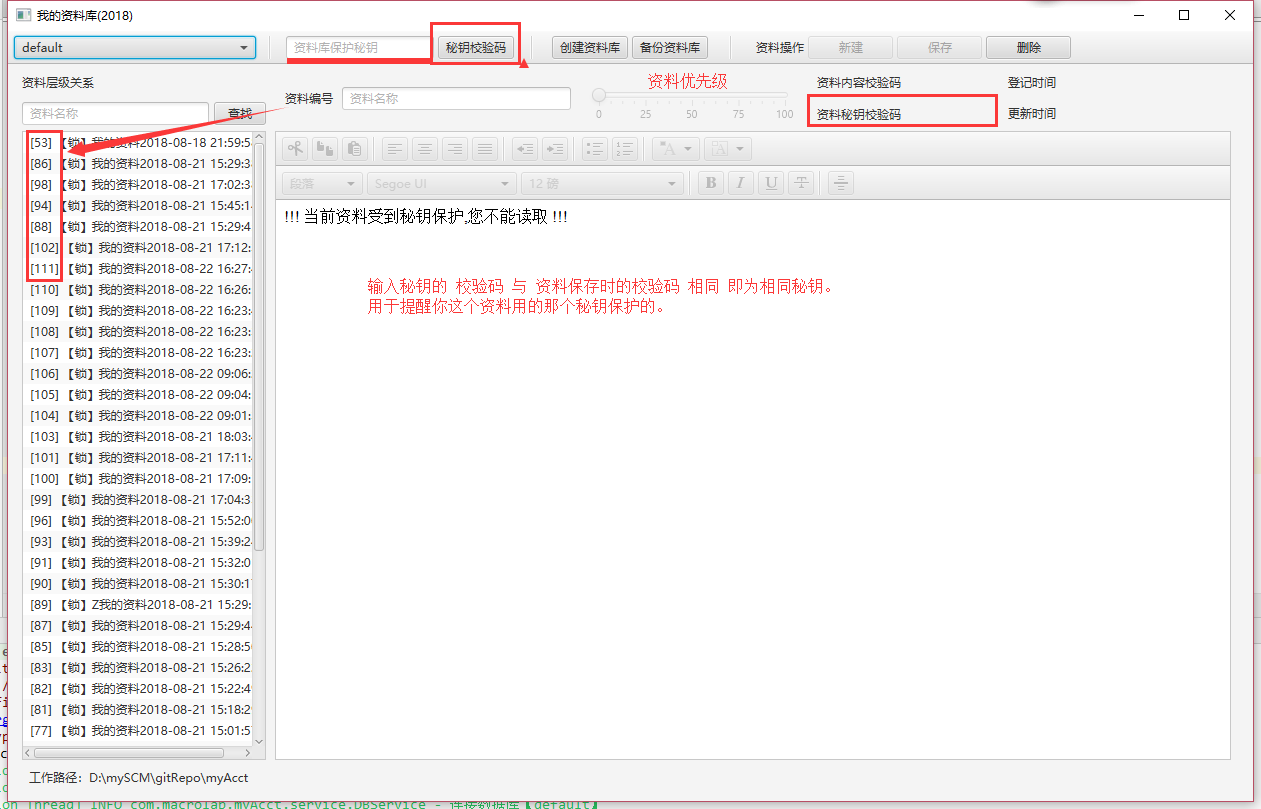 我的资料库(2018)
default
资料库保护秘钥
秘钥校验码
创建资料库
备份资料库
资料操作
新建
保存
删除
资料层级关系
资料名称
查找
资料编号
资料名称
资料优先级
0 25 50 75 100
资料内容校验码
资料秘钥校验码
登记时间
更新时间
[53] 【锁】我的资料2018-08-18 21:59:5
[86] 【锁】我的资料2018-08-21 15:29:3
[98] 【锁】我的资料2018-08-21 17:02:3
[94] 【锁】我的资料2018-08-21 15:45:1
[88] 【锁】我的资料2018-08-21 15:29:4
[102] 【锁】我的资料2018-08-21 17:12:
[111] 【锁】我的资料2018-08-22 16:27:
[110] 【锁】我的资料2018-08-22 16:26:
[109] 【锁】我的资料2018-08-22 16:23:
[108] 【锁】我的资料2018-08-22 16:23:
[107] 【锁】我的资料2018-08-22 16:23:
[106] 【锁】我的资料2018-08-22 09:06:
[105] 【锁】我的资料2018-08-22 09:04:
[104] 【锁】我的资料2018-08-22 09:01:
[103] 【锁】我的资料2018-08-21 18:03:
[101] 【锁】我的资料2018-08-21 17:11:
[100] 【锁】我的资料2018-08-21 17:09:
[99] 【锁】我的资料2018-08-21 17:04:3
[96] 【锁】我的资料2018-08-21 15:52:0
[93] 【锁】我的资料2018-08-21 15:39:2
[91] 【锁】我的资料2018-08-21 15:32:0
[90] 【锁】我的资料2018-08-21 15:30:1
[89] 【锁】Z我的资料2018-08-21 15:29:
[87] 【锁】我的资料2018-08-21 15:29:4
[85] 【锁】我的资料2018-08-21 15:28:5
[83] 【锁】我的资料2018-08-21 15:26:2
[82] 【锁】我的资料2018-08-21 15:22:4
[81] 【锁】我的资料2018-08-21 15:18:2
[77] 【锁】我的资料2018-08-21 15:01:5
段落
Segoe UI
12 磅
B I U
!!! 当前资料受到秘钥保护,您不能读取 !!!
输入秘钥的 校验码 与 资料保存时的校验码 相同 即为相同秘钥。
用于提醒你这个资料用的那个秘钥保护的。
工作路径：D:\mySCM\gitRepo\myAcct
on Thread] INFO com.macrolab.myAcct.service.DBService - 连接数据库【default】